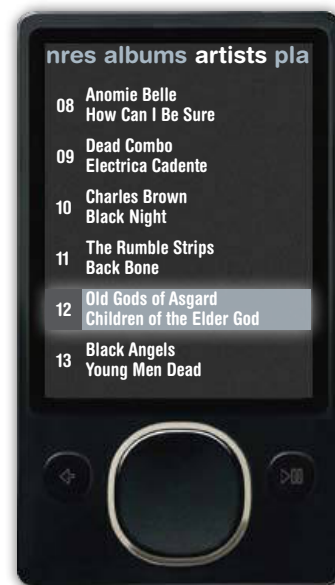 nres albums artists pla
08 Anomie Belle
How Can I Be Sure
09 Dead Combo
Electrica Cadente
10 Charles Brown
Black Night
11 The Rumble Strips
Back Bone
12 Old Gods of Asgard
Children of the Elder God
13 Black Angels
Young Men Dead